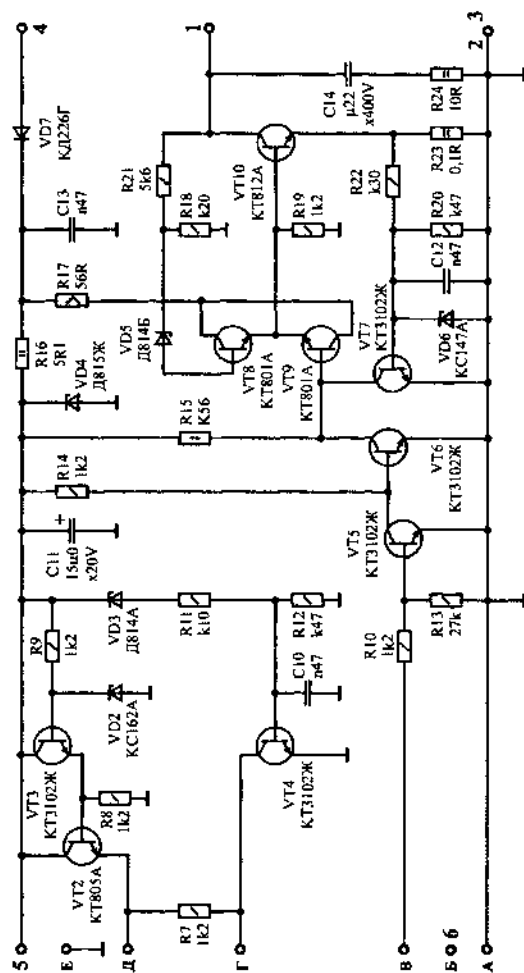 4
1
2
3
VD7
КД226Г
C13
n47
R17
56R
R16
5R1
VD4
Д815Ж
R14
1k2
C11
15μ0
x20V
R9
1k2
VD3
Д814А
R11
k10
VD2
КС162А
VT3
КТ3102Ж
VT2
КТ805А
R8
1k2
R7
1k2
VT4
КТ3102Ж
C10
n47
R12
k47
R15
K56
VD5
Д814Б
R21
5k6
R18
k20
VT8
КТ801А
VT9
КТ801А
R19
1k2
VT10
КТ812А
C14
μ22
x400V
R24
10R
R23
0,1R
R22
k30
R20
k47
C12
n47
VD6
КС147А
VT7
КТ3102Ж
VT6
КТ3102Ж
VT5
КТ3102Ж
R10
1k2
R13
27k
5
Е
Д
Г
В
Б
6
А